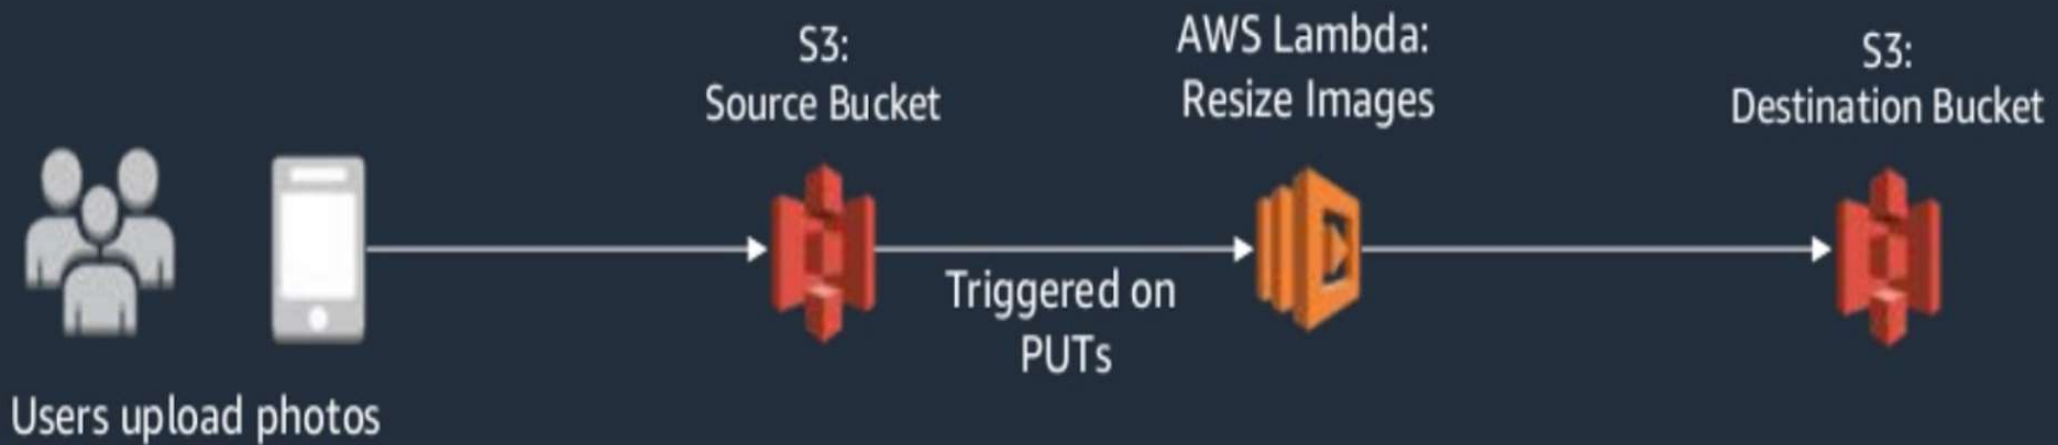 S3:
Source Bucket
AWS Lambda:
Resize Images
S3:
Destination Bucket
Triggered on
PUTs
Users upload photos